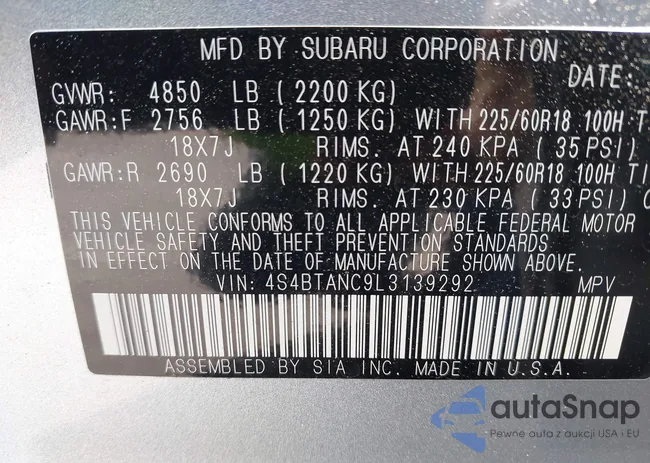 MFD BY SUBARU CORPORATION
DATE:
GVWR: 4850 LB (2200 KG)
GAWR:F 2756 LB (1250 KG) WITH 225/60R18 100H T
18X7J RIMS. AT 240 KPA (35 PSI)
GAWR:R 2690 LB (1220 KG) WITH 225/60R18 100H TI
18X7J RIMS. AT 230 KPA (33 PSI) C
THIS VEHICLE CONFORMS TO ALL APPLICABLE FEDERAL MOTOR
VEHICLE SAFETY AND THEFT PREVENTION STANDARDS
IN EFFECT ON THE DATE OF MANUFACTURE SHOWN ABOVE.
VIN: 4S4BTANC9L3139292 MPV
ASSEMBLED BY SIA INC. MADE IN U.S.A.
autaSnap
Pewne auta z aukcji USA i EU